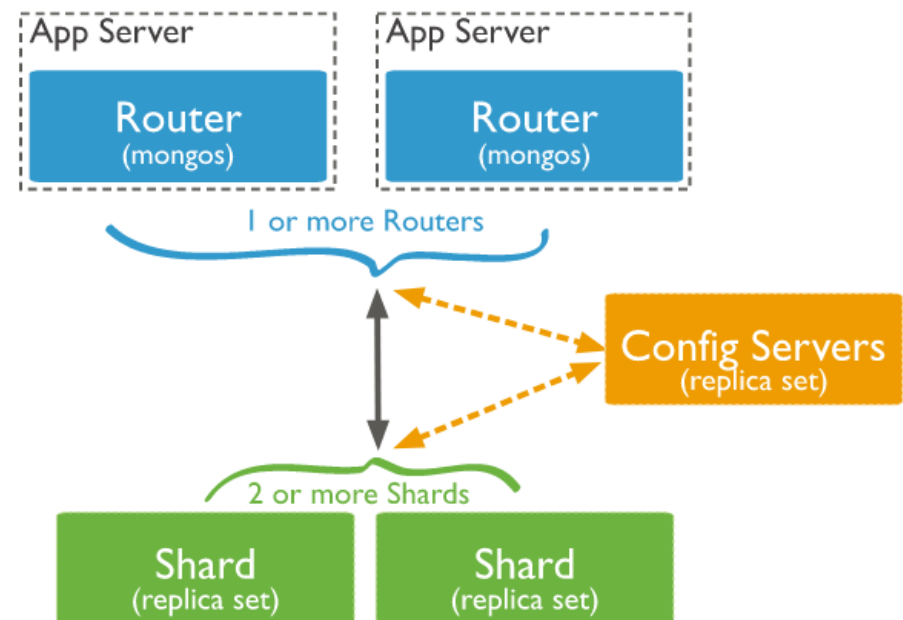 App Server
App Server
Router
(mongos)
Router
(mongos)
1 or more Routers
Config Servers
(replica set)
2 or more Shards
Shard
(replica set)
Shard
(replica set)